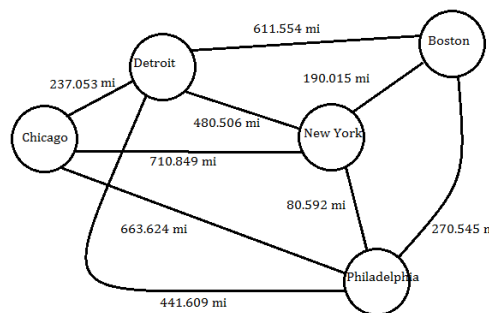 611.554 mi
Boston
Detroit
237.053 mi
190.015 mi
480.506 mi
Chicago
New York
710.849 mi
80.592 mi
663.624 mi
270.545 m
Philadelphia
441.609 mi